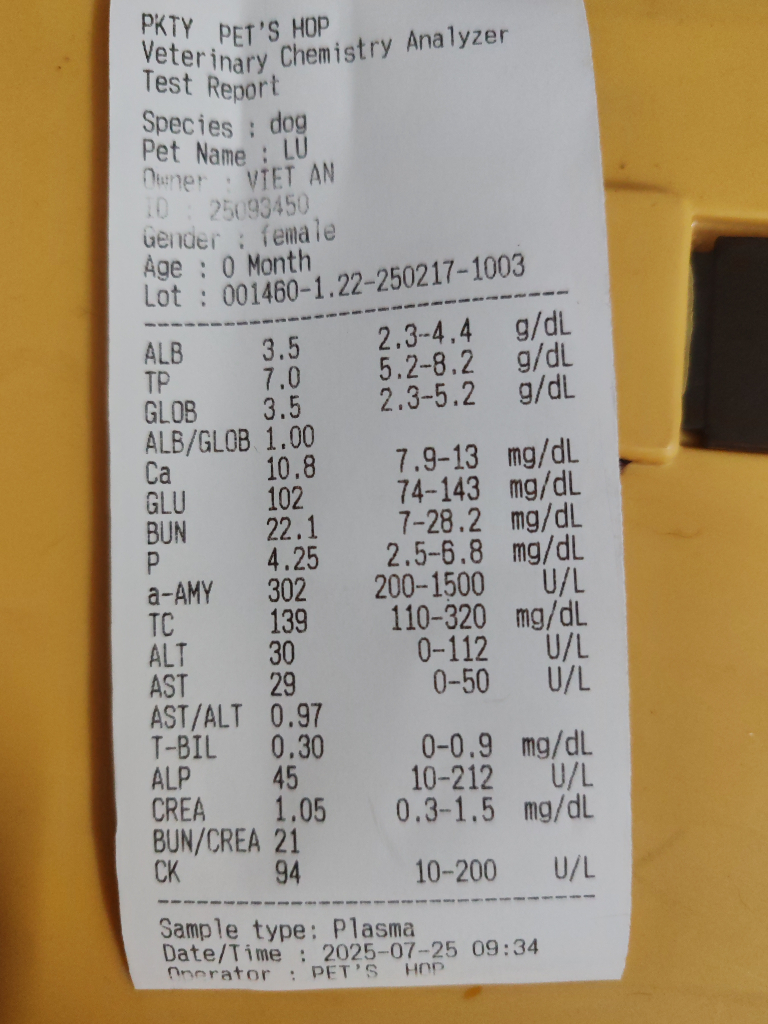 PKTY PET'S HOP
Veterinary Chemistry Analyzer
Test Report
Species : dog
Pet Name : LU
Owner : VIET AN
ID : 25093450
Gender : female
Age : 0 Month
Lot : 001460-1.22-250217-1003
ALB 3.5 2.3-4.4 g/dL
TP 7.0 5.2-8.2 g/dL
GLOB 3.5 2.3-5.2 g/dL
ALB/GLOB 1.00
Ca 10.8 7.9-13 mg/dL
GLU 102 74-143 mg/dL
BUN 22.1 7-28.2 mg/dL
P 4.25 2.5-6.8 mg/dL
a-AMY 302 200-1500 U/L
TC 139 110-320 mg/dL
ALT 30 0-112 U/L
AST 29 0-50 U/L
AST/ALT 0.97
T-BIL 0.30 0-0.9 mg/dL
ALP 45 10-212 U/L
CREA 1.05 0.3-1.5 mg/dL
BUN/CREA 21
CK 94 10-200 U/L
Sample type: Plasma
Date/Time : 2025-07-25 09:34
Operator : PET'S HOP